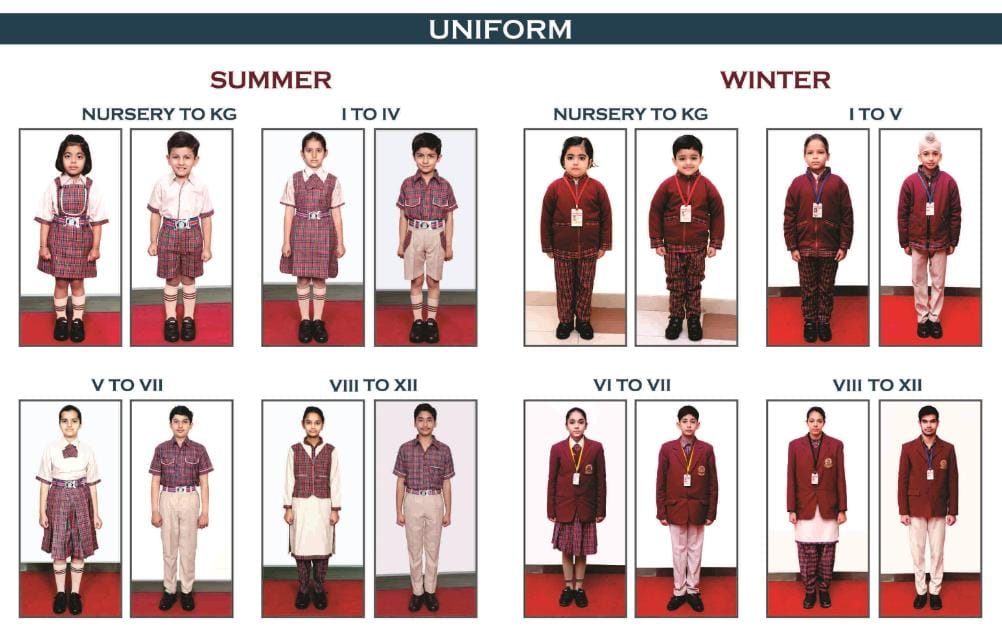 UNIFORM
SUMMER
NURSERY TO KG
I TO IV
V TO VII
VIII TO XII
WINTER
NURSERY TO KG
I TO V
VI TO VII
VIII TO XII